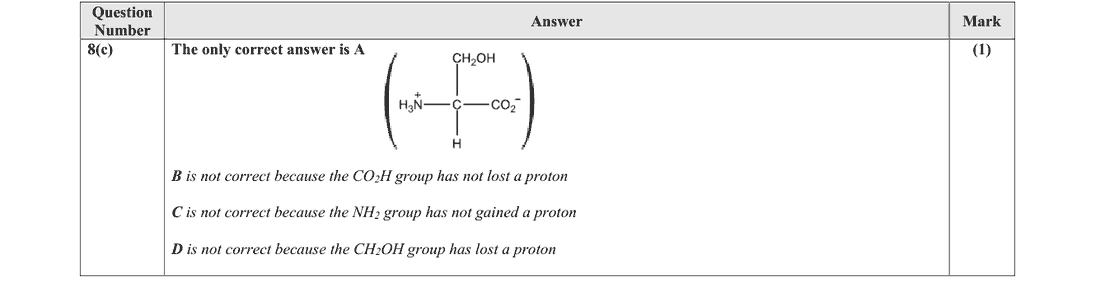 Question Number Answer Mark
8(c) The only correct answer is A (1)
CH₂OH
H₃N⁺—C—CO₂⁻
H
B is not correct because the CO₂H group has not lost a proton
C is not correct because the NH₂ group has not gained a proton
D is not correct because the CH₂OH group has lost a proton